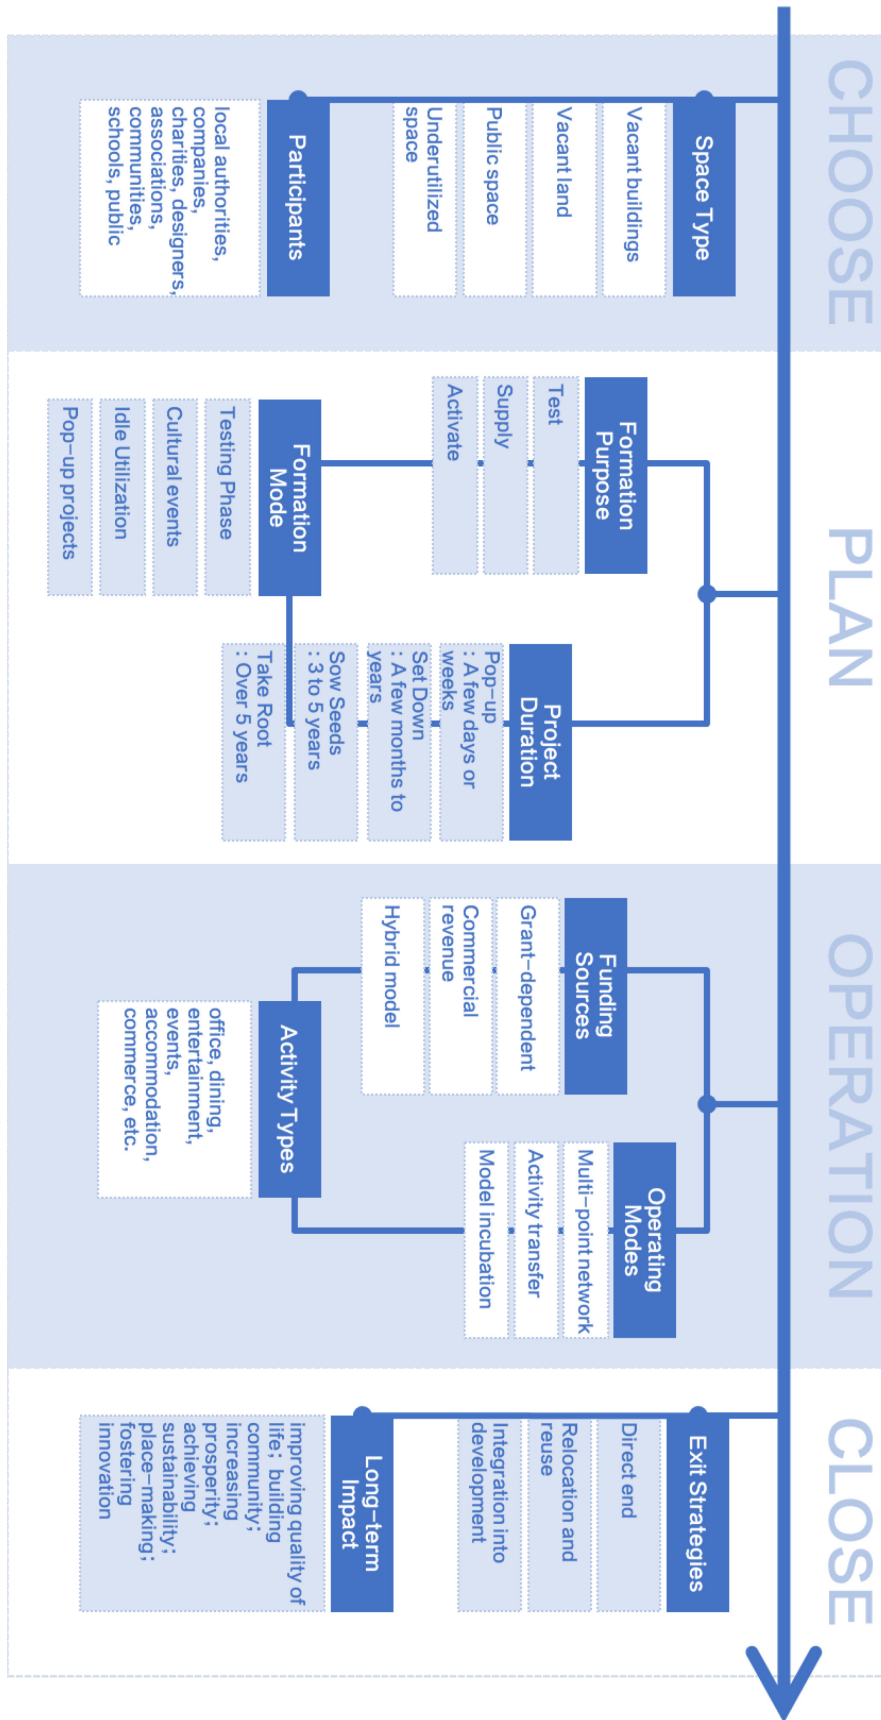 CHOOSE
Space Type
Vacant buildings
Vacant land
Public space
Underutilized
space
Participants
local authorities,
companies,
charities, designers,
associations,
communities,
schools, public
PLAN
Formation
Purpose
Test
Supply
Activate
Project
Duration
Pop-up
: A few days or
weeks
Set Down
: A few months to
years
Sow Seeds
: 3 to 5 years
Take Root
: Over 5 years
Formation
Mode
Testing Phase
Cultural events
Idle Utilization
Pop-up projects
OPERATION
Funding
Sources
Grant-dependent
Commercial
revenue
Hybrid model
Operating
Modes
Multi-point network
Activity transfer
Model incubation
Activity Types
office, dining,
entertainment,
events,
accommodation,
commerce, etc.
CLOSE
Exit Strategies
Direct end
Relocation and
reuse
Integration into
development
Long-term
Impact
improving quality of
life; building
community;
increasing
prosperity;
achieving
sustainability;
place-making;
fostering
innovation